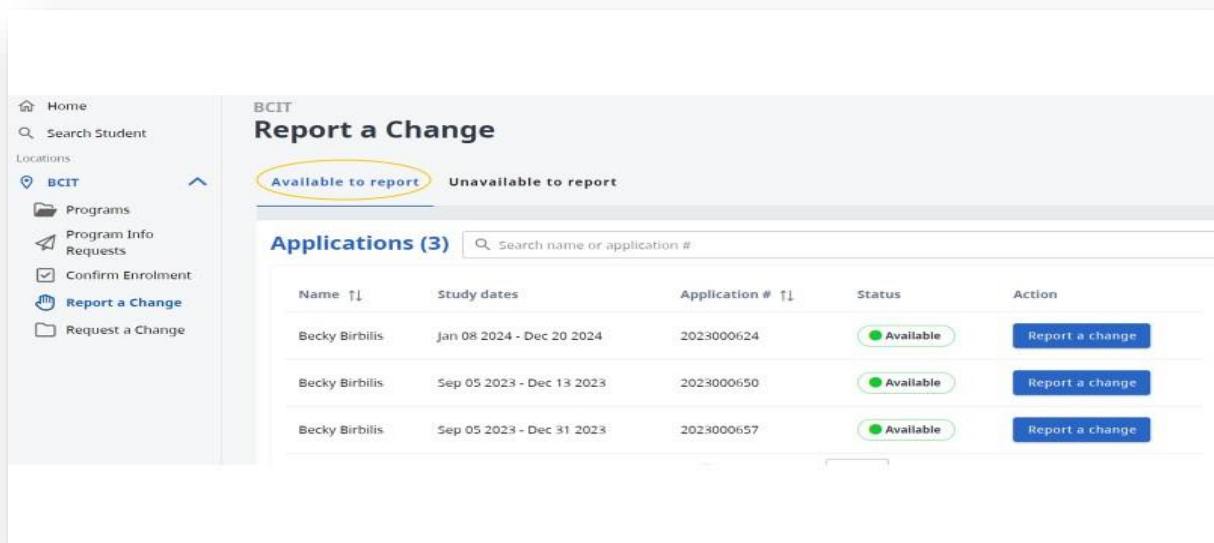 Home
Search Student
Locations
BCIT
Programs
Program Info
Requests
Confirm Enrolment
Report a Change
Request a Change
BCIT
Report a Change
Available to report Unavailable to report
Applications (3) Search name or application #
Name Study dates Application # Status Action
Becky Birbilis Jan 08 2024 - Dec 20 2024 2023000624 Available Report a change
Becky Birbilis Sep 05 2023 - Dec 13 2023 2023000650 Available Report a change
Becky Birbilis Sep 05 2023 - Dec 31 2023 2023000657 Available Report a change